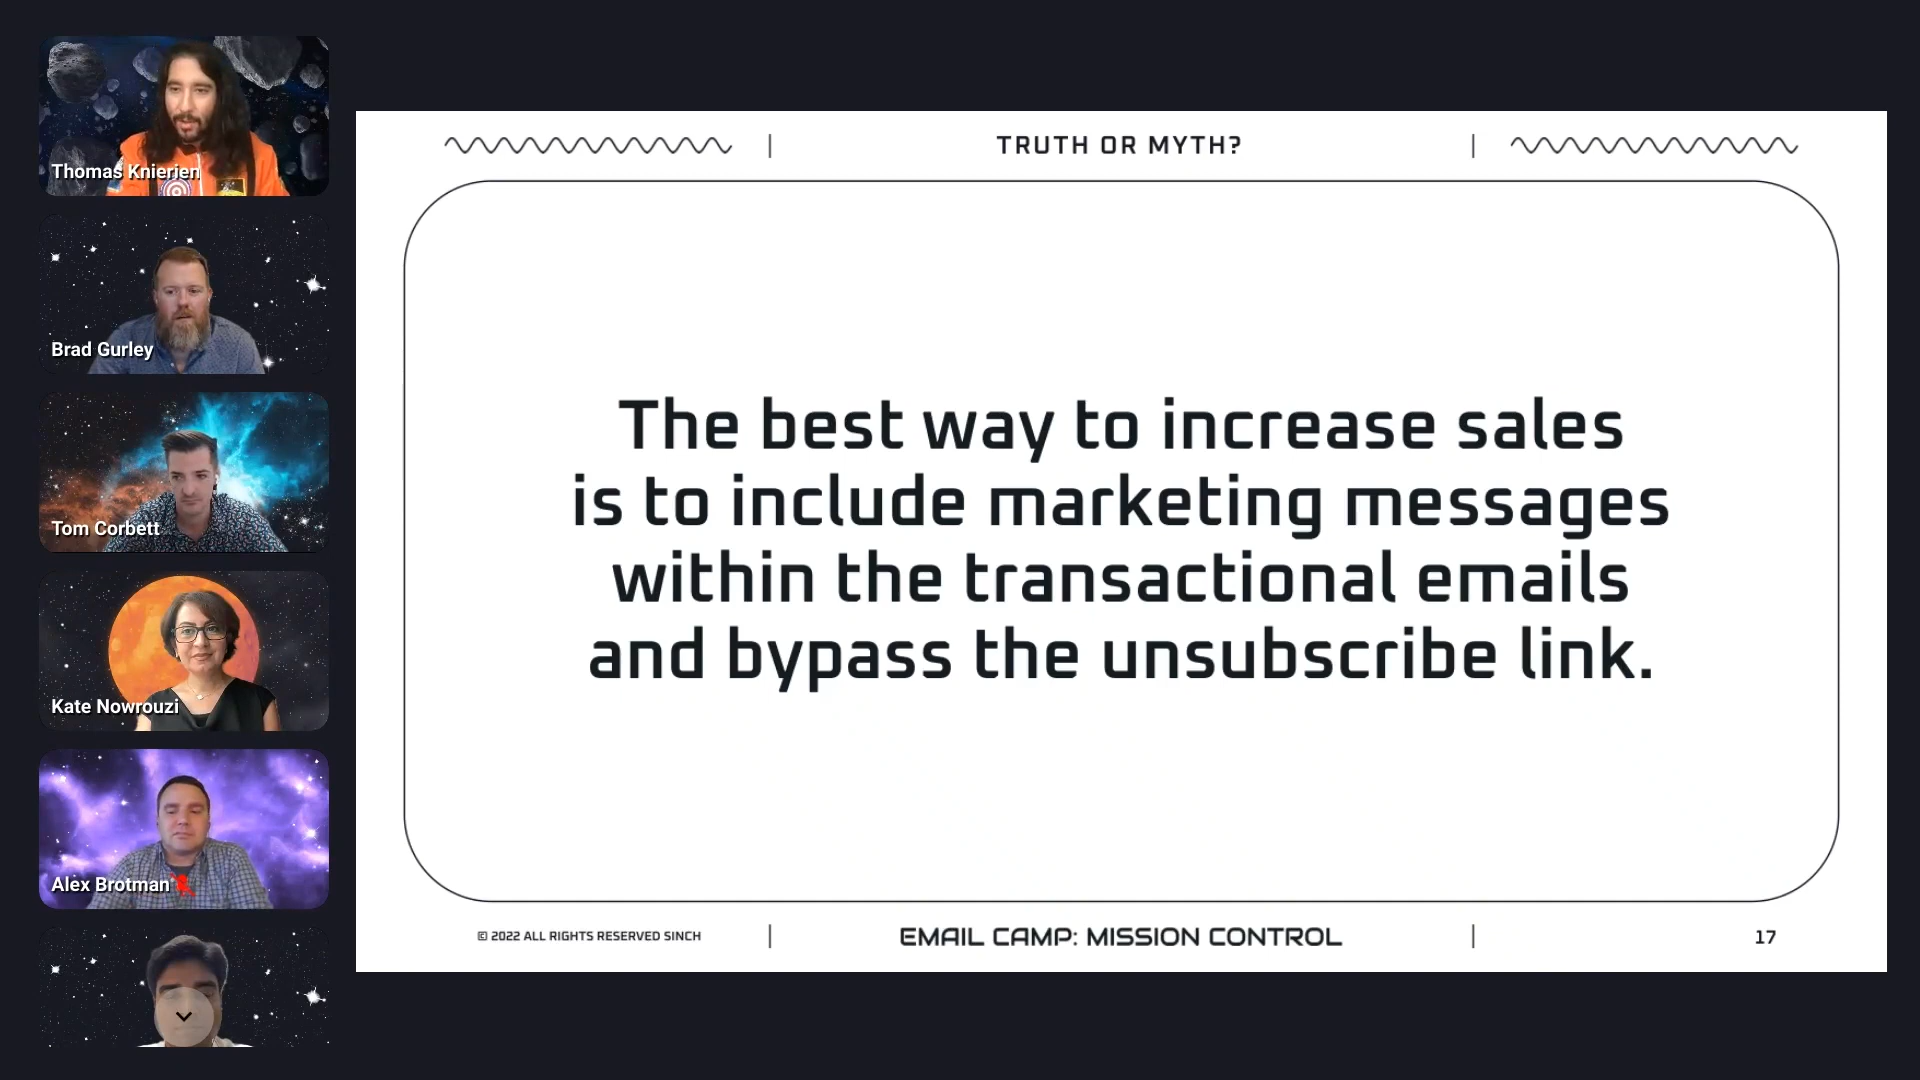 Thomas Knierien
Brad Gurley
Tom Corbett
Kate Nowrouzi
Alex Brotman
TRUTH OR MYTH?
The best way to increase sales
is to include marketing messages
within the transactional emails
and bypass the unsubscribe link.
© 2022 ALL RIGHTS RESERVED SINCH
EMAIL CAMP: MISSION CONTROL
17